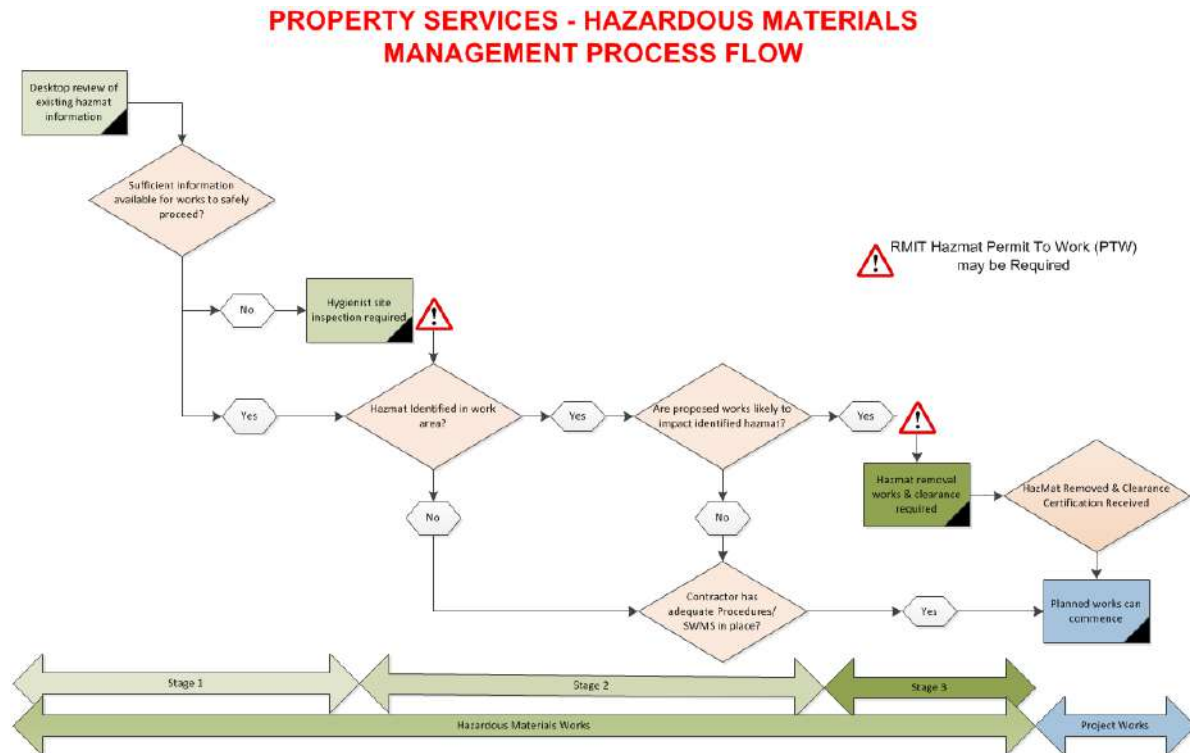 PROPERTY SERVICES - HAZARDOUS MATERIALS
MANAGEMENT PROCESS FLOW
Desktop review of
existing hazmat
information
Sufficient information
available for works to safely
proceed?
RMIT Hazmat Permit To Work (PTW)
may be Required
No
Hygienist site
inspection required
Yes
Hazmat Identified in work
area?
Yes
Are proposed works likely to
impact identified hazmat?
Yes
Hazmat removal
works & clearance
required
HazMat Removed & Clearance
Certification Received
No
No
Contractor has
adequate Procedures/
SWMS in place?
Yes
Planned works can
commence
Stage 1
Stage 2
Stage 3
Hazardous Materials Works
Project Works